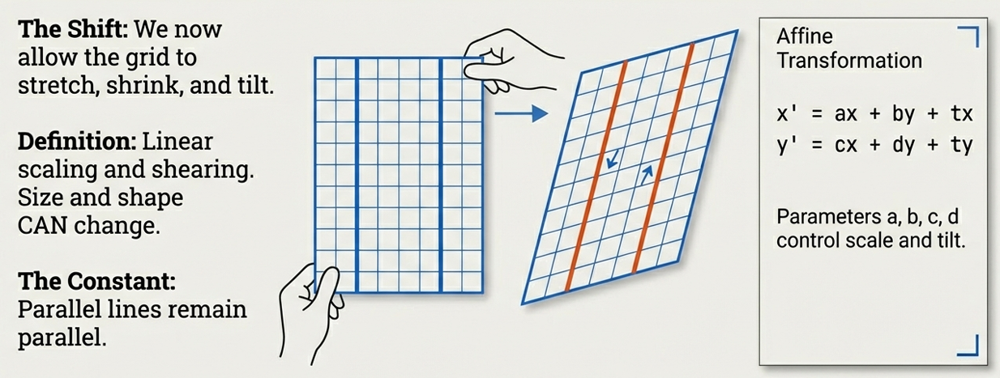 The Shift: We now
allow the grid to
stretch, shrink, and tilt.
Definition: Linear
scaling and shearing.
Size and shape
CAN change.
The Constant:
Parallel lines remain
parallel.
Affine
Transformation
x' = ax + by + tx
y' = cx + dy + ty
Parameters a, b, c, d
control scale and tilt.